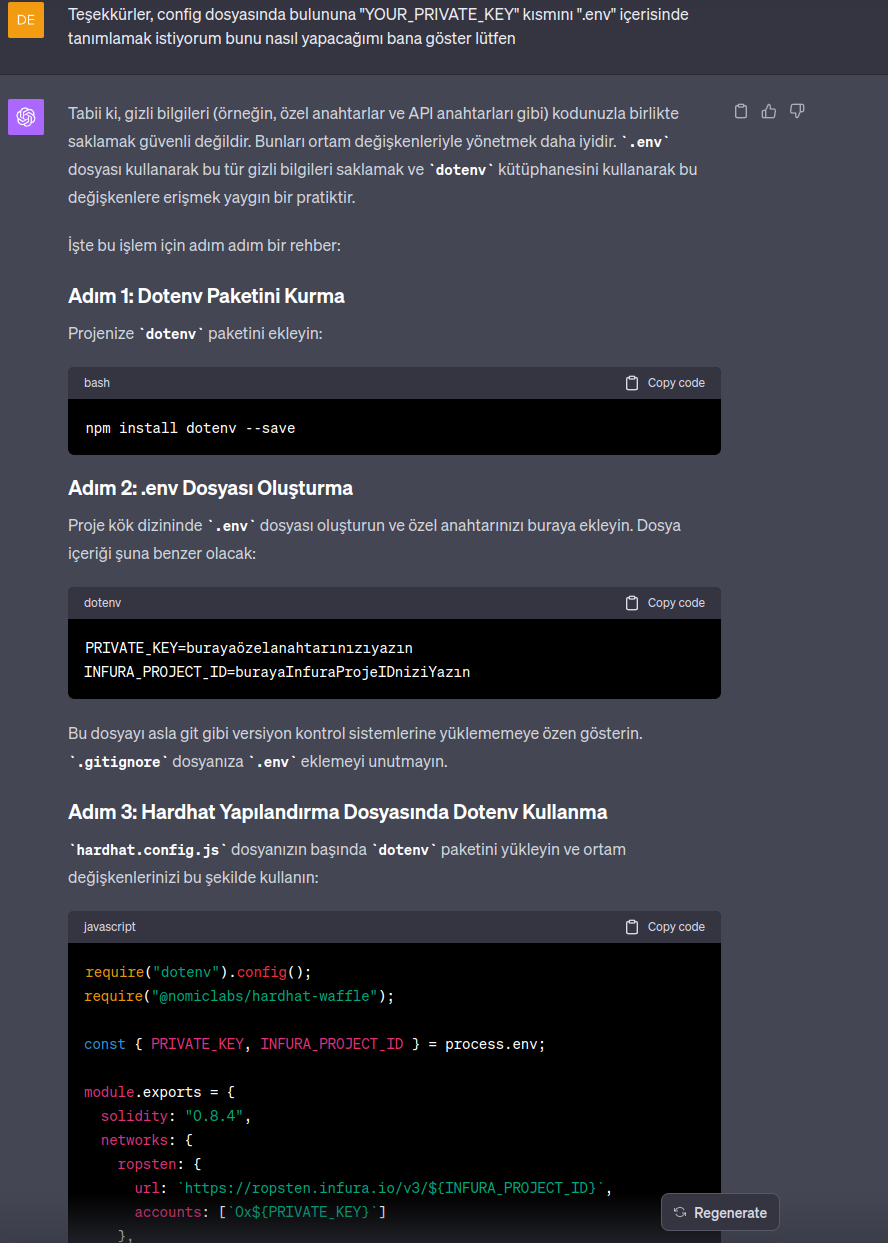 DE
Teşekkürler, config dosyasında bulununa "YOUR_PRIVATE_KEY" kısmını ".env" içerisinde
tanımlamak istiyorum bunu nasıl yapacağımı bana göster lütfen
Tabii ki, gizli bilgileri (örneğin, özel anahtarlar ve API anahtarları gibi) kodunuzla birlikte
saklamak güvenli değildir. Bunları ortam değişkenleriyle yönetmek daha iyidir. `.env`
dosyası kullanarak bu tür gizli bilgileri saklamak ve `dotenv` kütüphanesini kullanarak bu
değişkenlere erişmek yaygın bir pratiktir.
İşte bu işlem için adım adım bir rehber:
Adım 1: Dotenv Paketini Kurma
Projenize `dotenv` paketini ekleyin:
bash
Copy code
npm install dotenv --save
Adım 2: .env Dosyası Oluşturma
Proje kök dizininde `.env` dosyası oluşturun ve özel anahtarınızı buraya ekleyin. Dosya
içeriği şuna benzer olacak:
dotenv
Copy code
PRIVATE_KEY=burayaözelanahtarınızıyazın
INFURA_PROJECT_ID=burayaInfuraProjeIDniziYazın
Bu dosyayı asla git gibi versiyon kontrol sistemlerine yüklememeye özen gösterin.
`.gitignore` dosyanıza `.env` eklemeyi unutmayın.
Adım 3: Hardhat Yapılandırma Dosyasında Dotenv Kullanma
`hardhat.config.js` dosyanızın başında `dotenv` paketini yükleyin ve ortam
değişkenlerinizi bu şekilde kullanın:
javascript
Copy code
require("dotenv").config();
require("@nomiclabs/hardhat-waffle");
const { PRIVATE_KEY, INFURA_PROJECT_ID } = process.env;
module.exports = {
solidity: "0.8.4",
networks: {
ropsten: {
url: `https://ropsten.infura.io/v3/${INFURA_PROJECT_ID}`,
accounts: [`0x${PRIVATE_KEY}`]
},
Regenerate